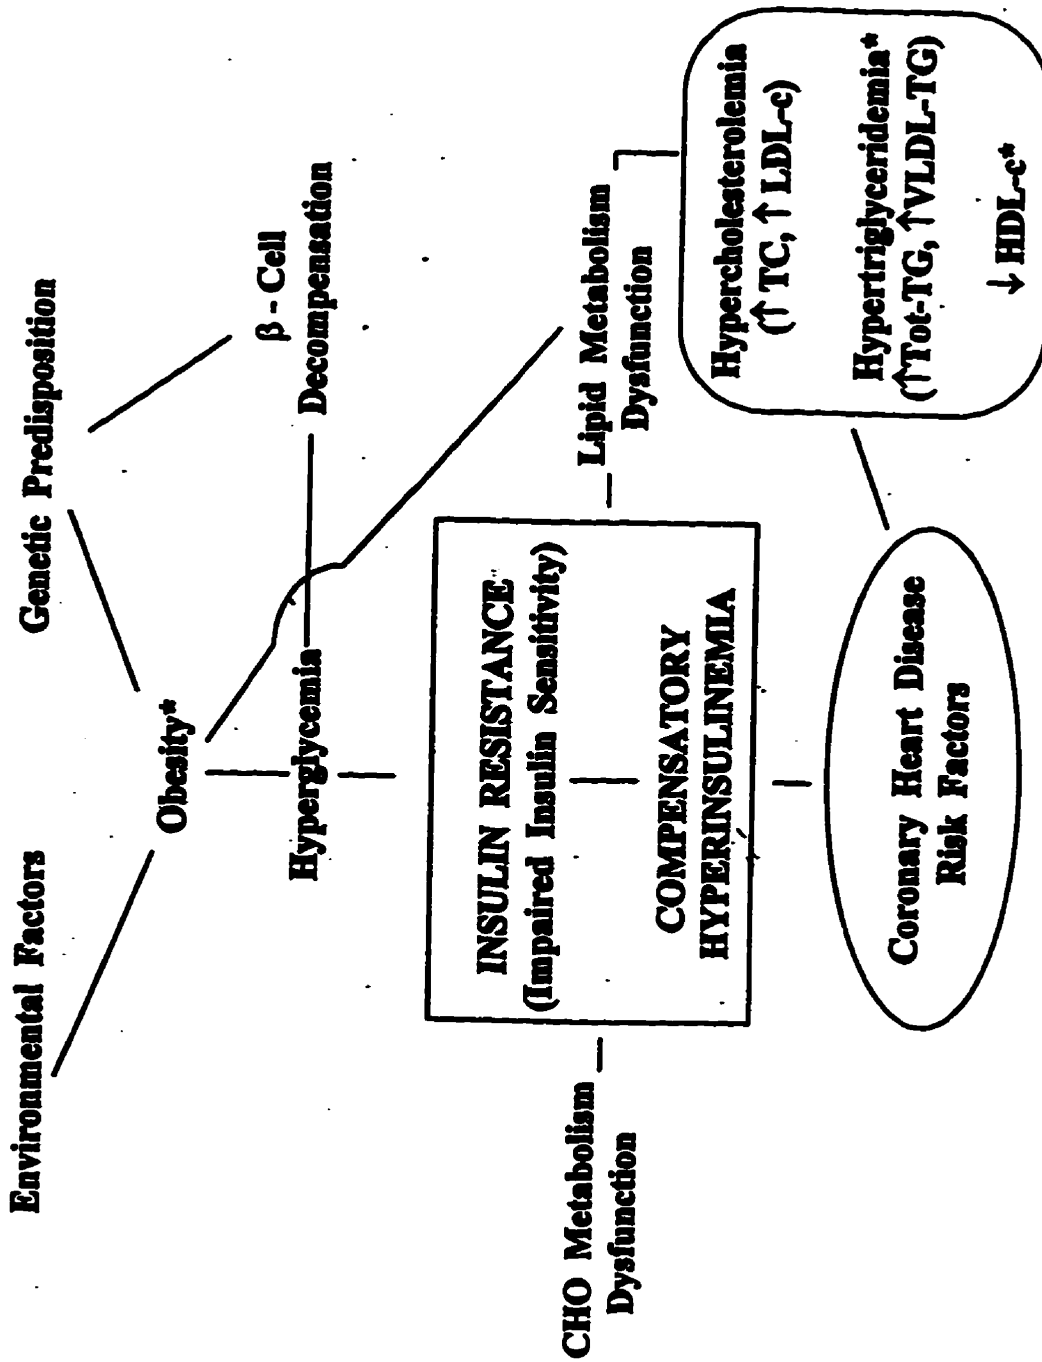 Environmental Factors
Genetic Predisposition
Obesity*
β - Cell
Decompensation
Hyperglycemia
INSULIN RESISTANCE
(Impaired Insulin Sensitivity)
COMPENSATORY
HYPERINSULINEMIA
CHO Metabolism
Dysfunction
Lipid Metabolism
Dysfunction
Hypercholesterolemia
(↑ TC, ↑ LDL-c)
Hypertriglyceridemia*
(↑Tot-TG, ↑VLDL-TG)
↓ HDL-c*
Coronary Heart Disease
Risk Factors